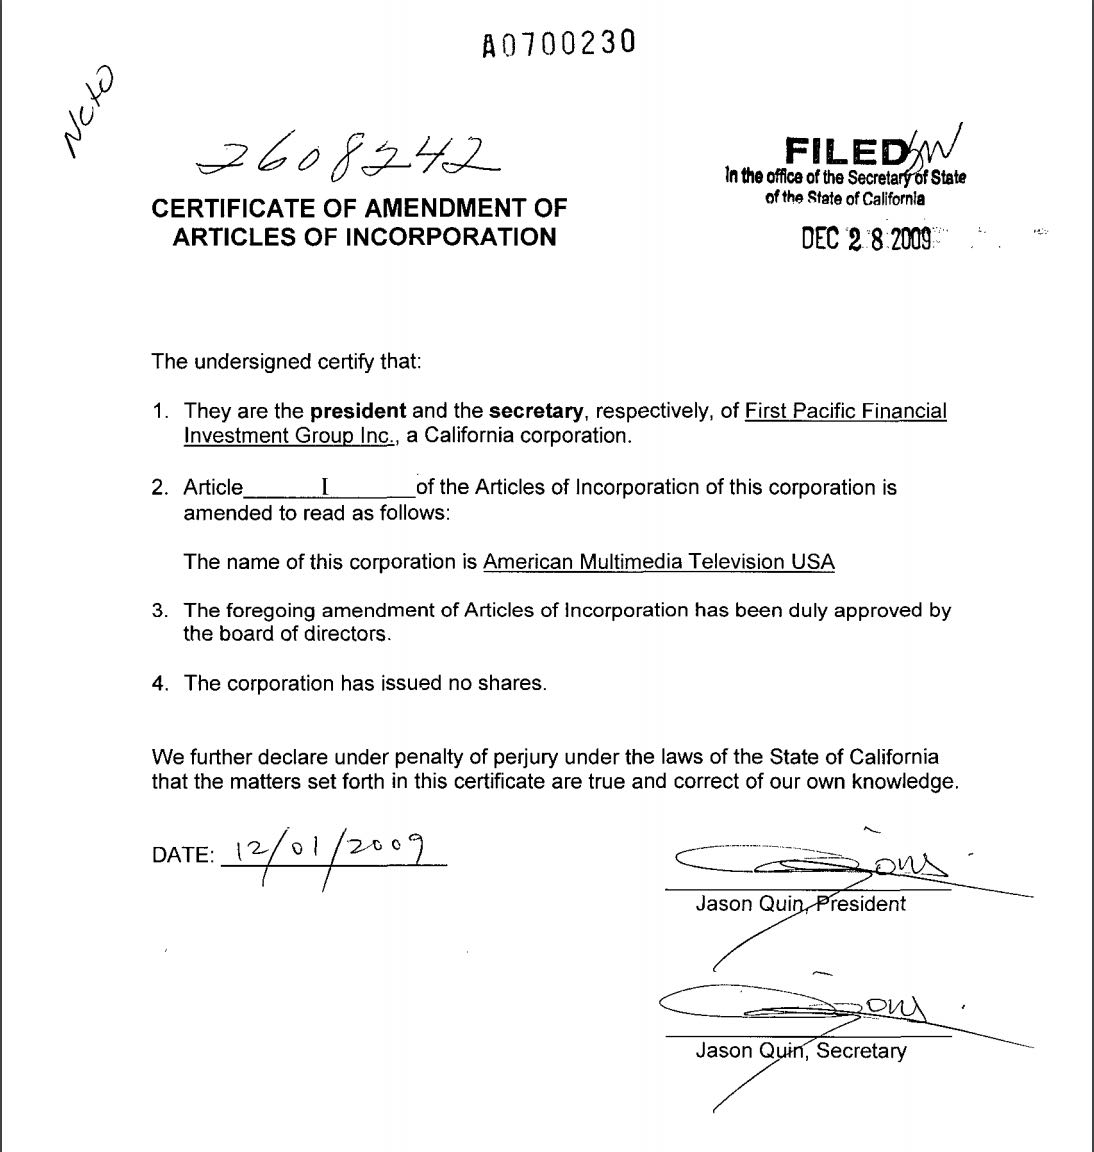 A0700230
NCTO
2608242
FILED
In the office of the Secretary of State
of the State of California
DEC 28 2009
CERTIFICATE OF AMENDMENT OF
ARTICLES OF INCORPORATION
The undersigned certify that:
1. They are the president and the secretary, respectively, of First Pacific Financial
Investment Group Inc., a California corporation.
2. Article______I______of the Articles of Incorporation of this corporation is
amended to read as follows:
The name of this corporation is American Multimedia Television USA
3. The foregoing amendment of Articles of Incorporation has been duly approved by
the board of directors.
4. The corporation has issued no shares.
We further declare under penalty of perjury under the laws of the State of California
that the matters set forth in this certificate are true and correct of our own knowledge.
DATE: 12/01/2009
Jason Quin, President
Jason Quin, Secretary